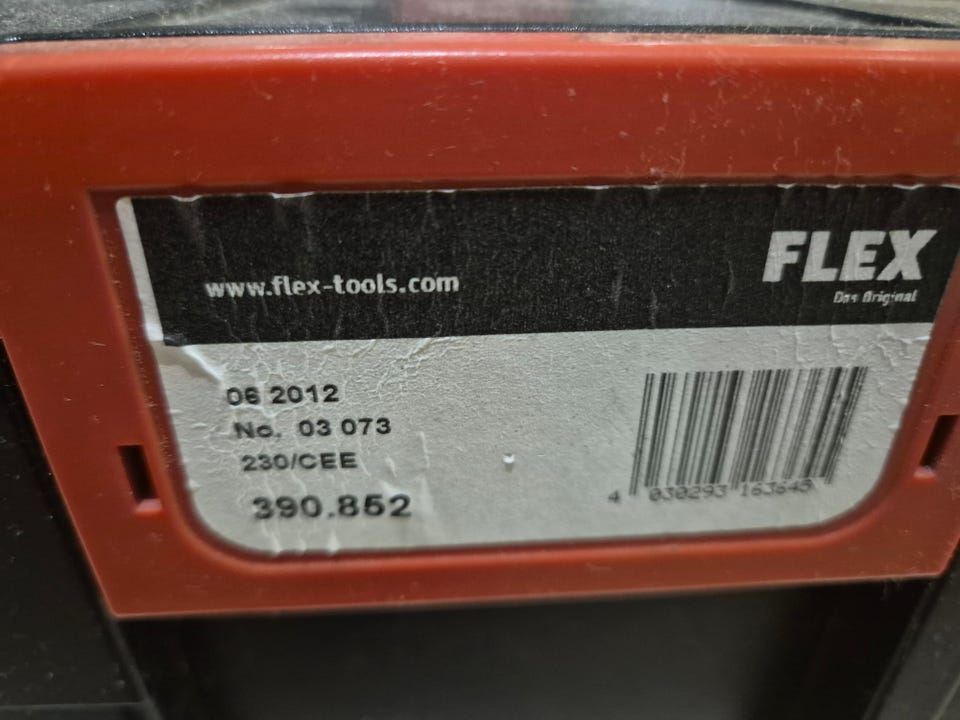 FLEX
www.flex-tools.com
Das Original
06 2012
No. 03 073
230/CEE
390.852
4 030293 163645